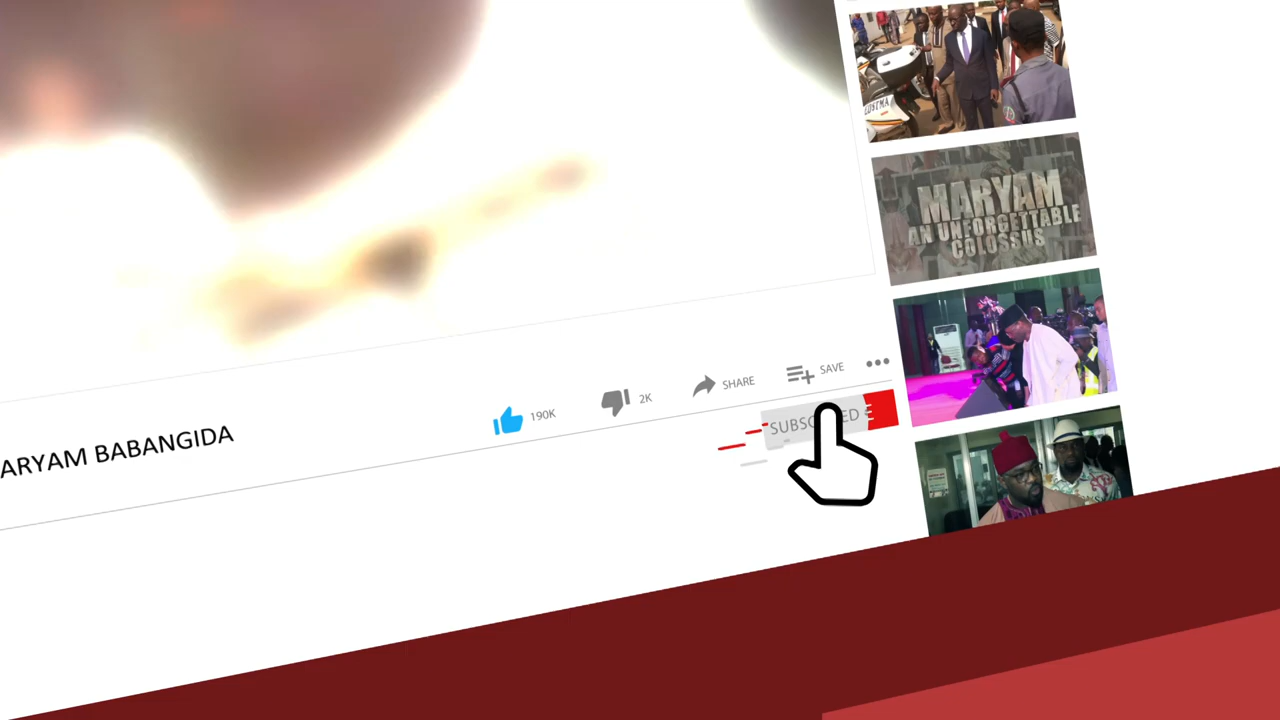 MARYAM
AN UNFORGETTABLE
COLOSSUS
190K
2K
SHARE
SAVE
ARYAM BABANGIDA